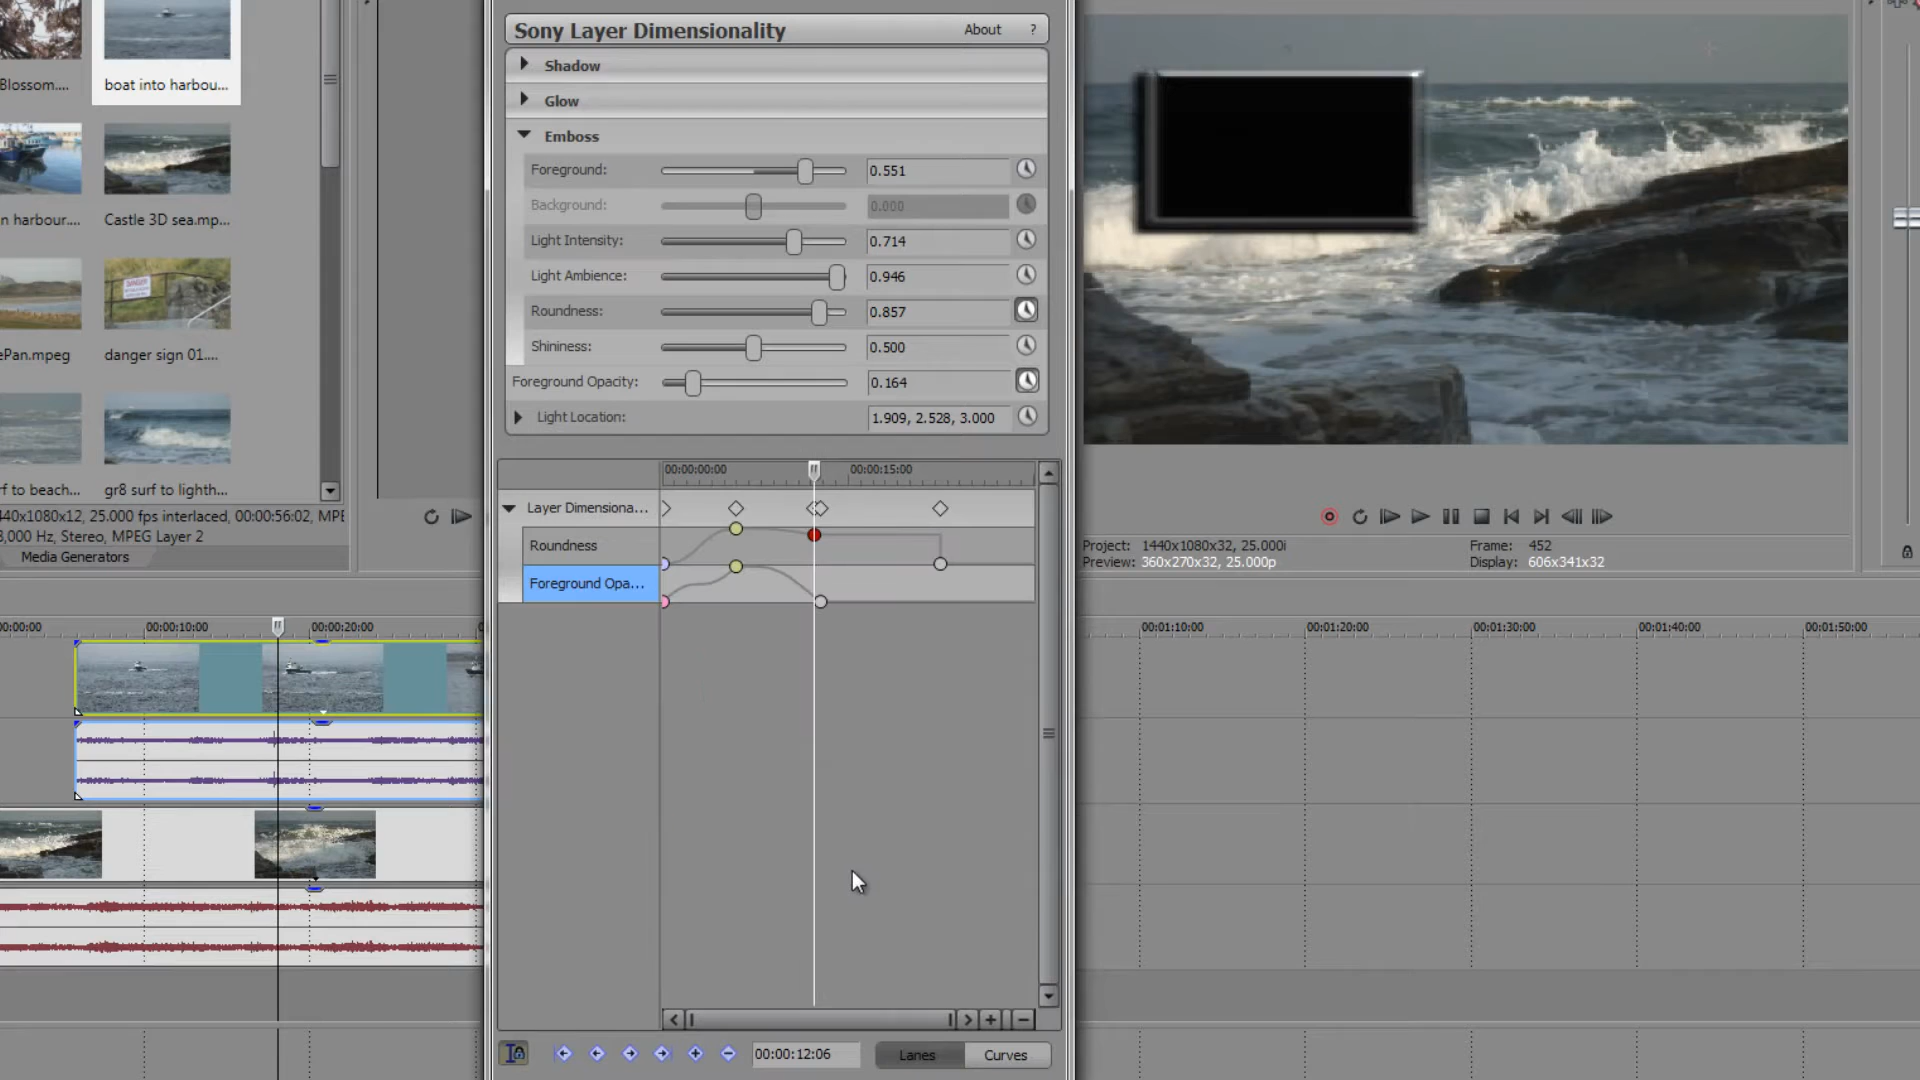 Sony Layer Dimensionality About ?
Shadow
Glow
Emboss
Foreground: 0.551
Background: 0.000
Light Intensity: 0.714
Light Ambience: 0.946
Roundness: 0.857
Shininess: 0.500
Foreground Opacity: 0.164
Light Location: 1.909, 2.528, 3.000
00:00:00:00 00:00:15:00
Layer Dimensiona...
Roundness
Foreground Opa...
00:00:12:06 Lanes Curves
Blossom.... boat into harbou...
n harbour.... Castle 3D sea.mp...
ePan.mpeg danger sign 01....
DANGER
f to beach... gr8 surf to lighth...
40x1080x12, 25.000 fps interlaced, 00:00:56:02, MPE
,000 Hz, Stereo, MPEG Layer 2
Media Generators
Project: 1440x1080x32, 25.000i
Preview: 360x270x32, 25.000p
Frame: 452
Display: 606x341x32
00:00:00 00:00:10:00 00:00:20:00
00:01:10:00 00:01:20:00 00:01:30:00 00:01:40:00 00:01:50:00